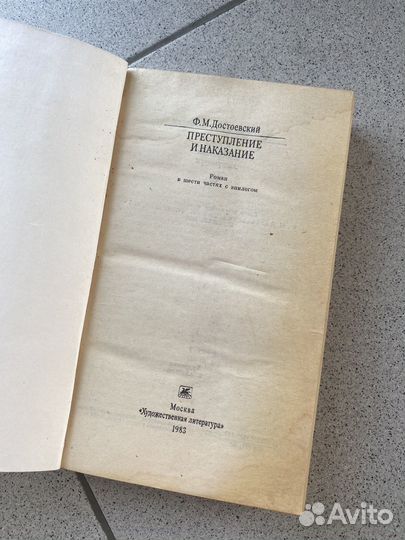 Ф.М.Достоевский
ПРЕСТУПЛЕНИЕ
И НАКАЗАНИЕ
Роман
в шести частях с эпилогом
Москва
«Художественная литература»
1983
Avito